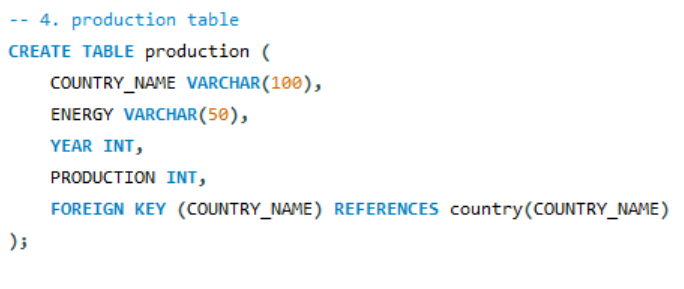 -- 4. production table
CREATE TABLE production (
    COUNTRY_NAME VARCHAR(100),
    ENERGY VARCHAR(50),
    YEAR INT,
    PRODUCTION INT,
    FOREIGN KEY (COUNTRY_NAME) REFERENCES country(COUNTRY_NAME)
);